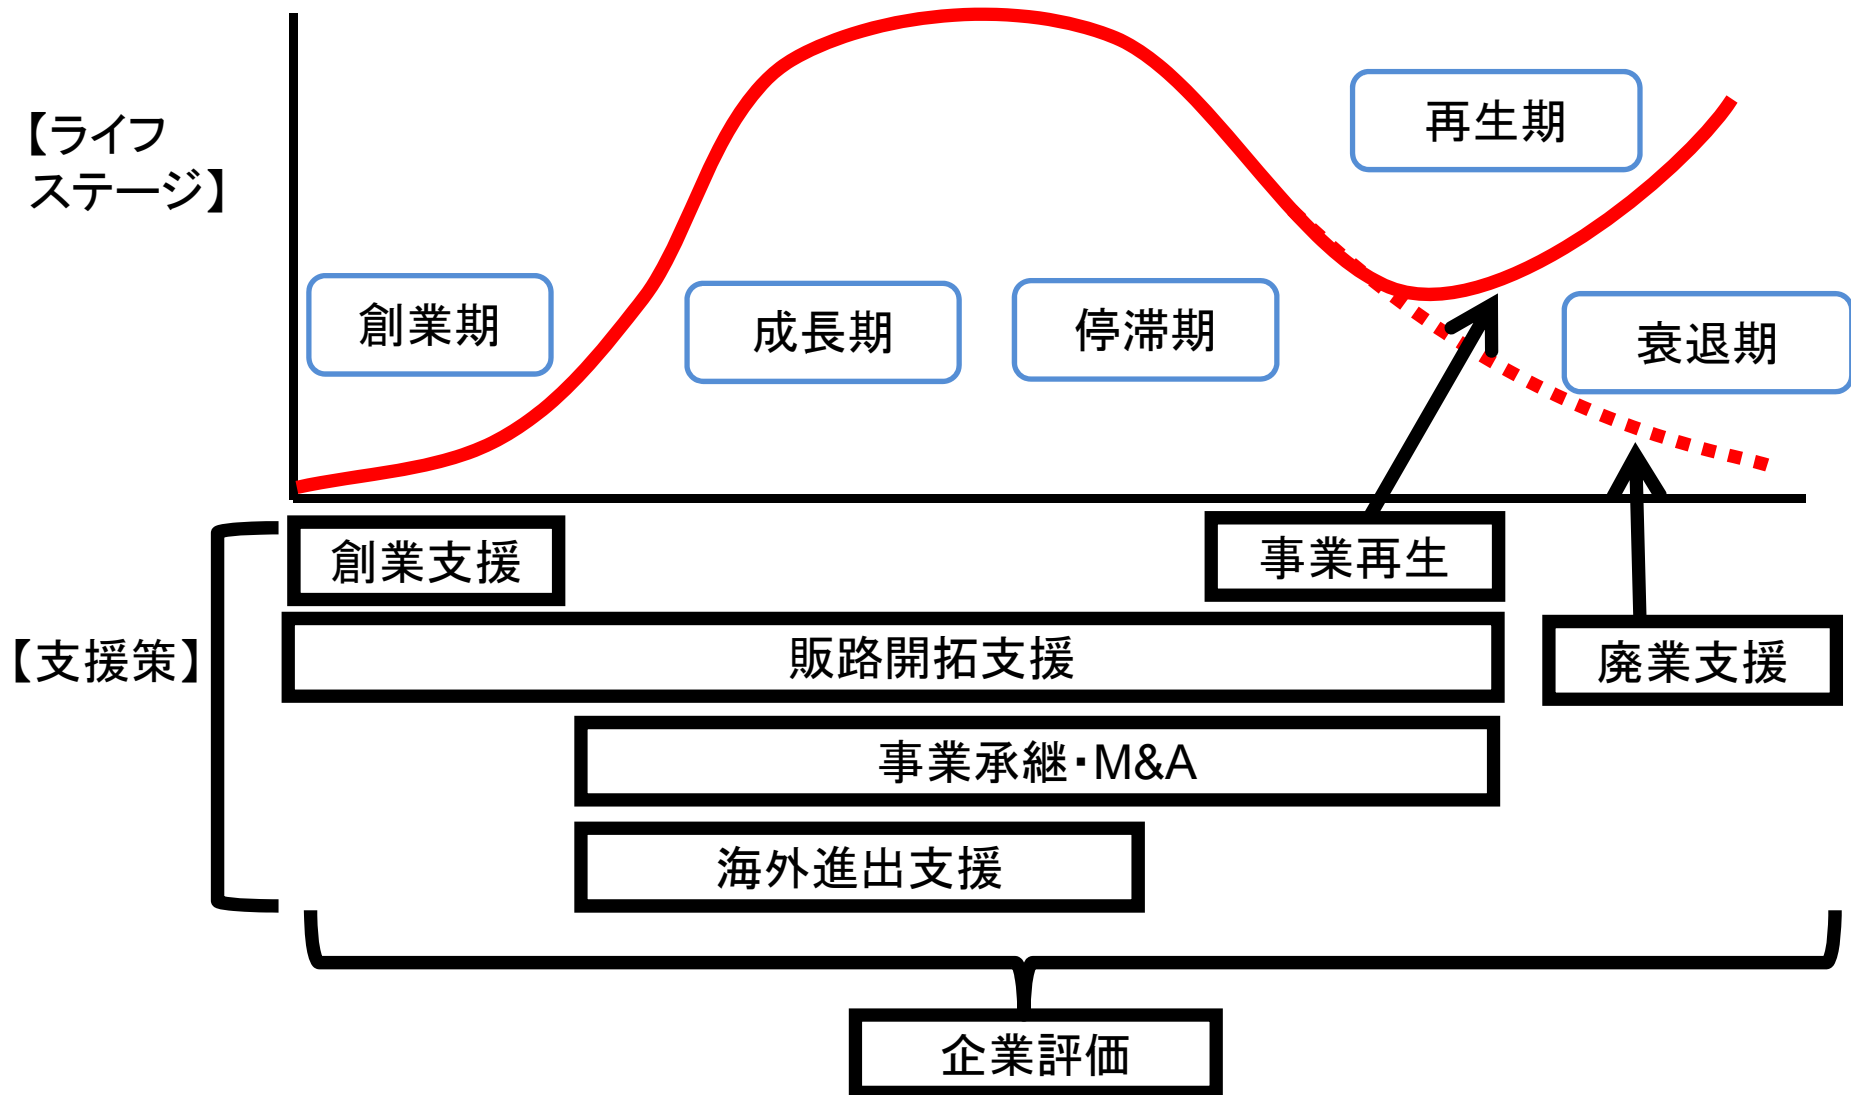 【ライフ
ステージ】
再生期
創業期
成長期
停滞期
衰退期
【支援策】
創業支援
事業再生
販路開拓支援
廃業支援
事業承継・M&A
海外進出支援
企業評価